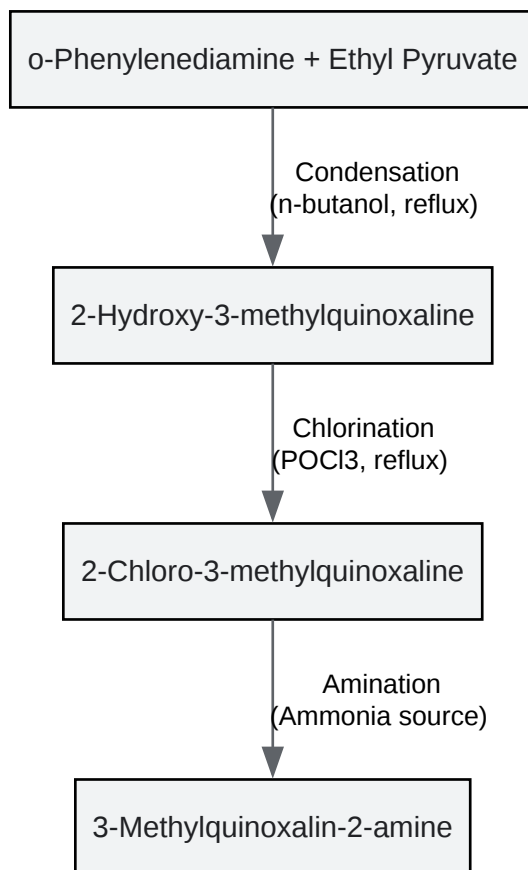 o-Phenylenediamine + Ethyl Pyruvate
Condensation
(n-butanol, reflux)
2-Hydroxy-3-methylquinoxaline
Chlorination
(POCl3, reflux)
2-Chloro-3-methylquinoxaline
Amination
(Ammonia source)
3-Methylquinoxalin-2-amine